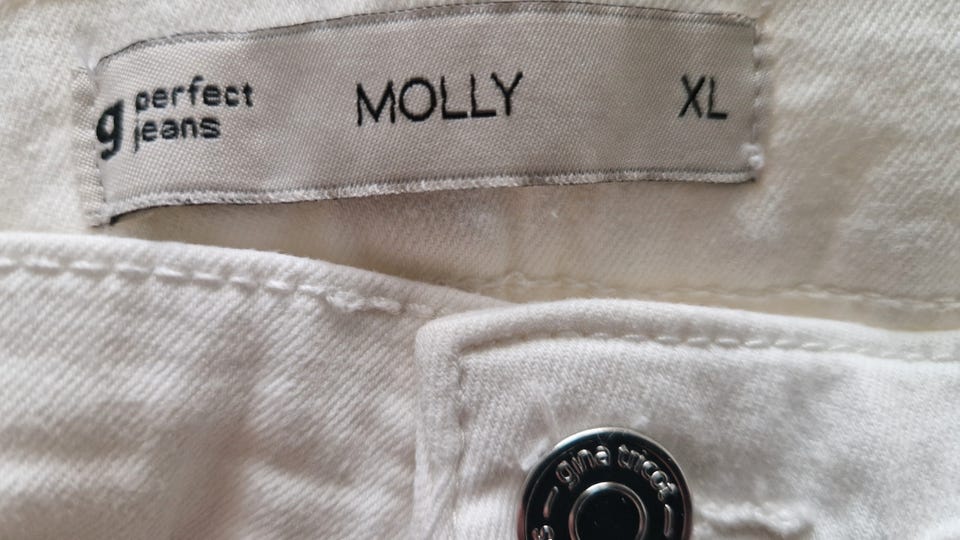 g perfect jeans
MOLLY
XL
gina tricot